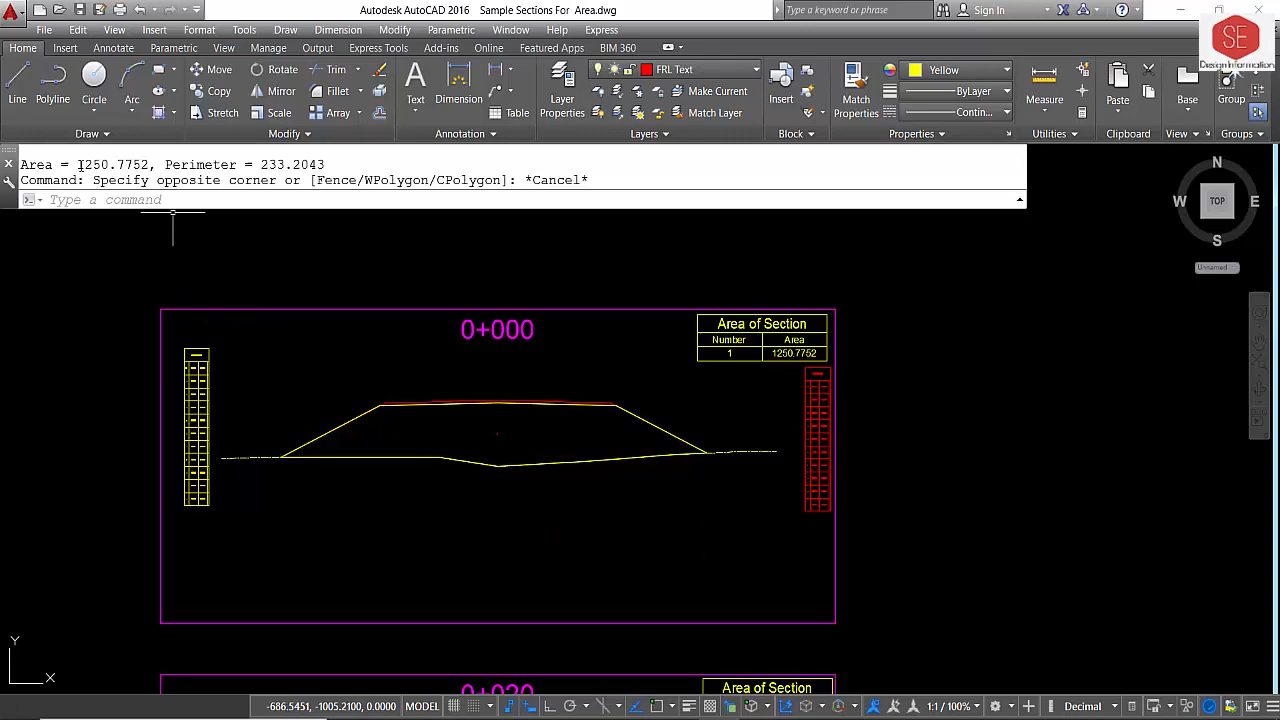 Autodesk AutoCAD 2016 Sample Sections For Area.dwg
Type a keyword or phrase
Sign In
File Edit View Insert Format Tools Draw Dimension Modify Parametric Window Help Express
Home Insert Annotate Parametric View Manage Output Express Tools Add-ins Online Featured Apps BIM 360
SE
Design Information
Line Polyline Circle Arc
Move Rotate Trim
Copy Mirror Fillet
Stretch Scale Array
Text Dimension Table
Layer Properties
FRL Text
Make Current
Match Layer
Insert
Match Properties
Yellow
ByLayer
Contin...
Measure
Paste
Base
Group
Draw Modify Annotation Layers Block Properties Utilities Clipboard View Groups
Area = 1250.7752, Perimeter = 233.2043
Command: Specify opposite corner or [Fence/WPolygon/CPolygon]: *Cancel*
Type a command
N
W TOP E
S
Unnamed
0+000
Area of Section
Number Area
1 1250.7752
0+020
Area of Section
Y
X
-686.5451, -1005.2100, 0.0000 MODEL
1:1 / 100%
Decimal